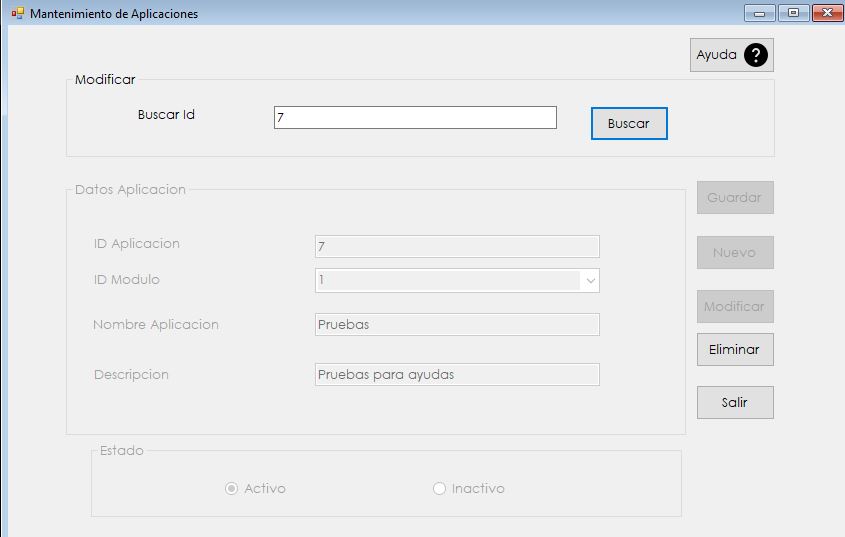 Mantenimiento de Aplicaciones
Ayuda ?
Modificar
Buscar Id 7 Buscar
Datos Aplicacion
Guardar
ID Aplicacion 7
Nuevo
ID Modulo 1
Modificar
Nombre Aplicacion Pruebas
Eliminar
Descripcion Pruebas para ayudas
Salir
Estado
Activo Inactivo